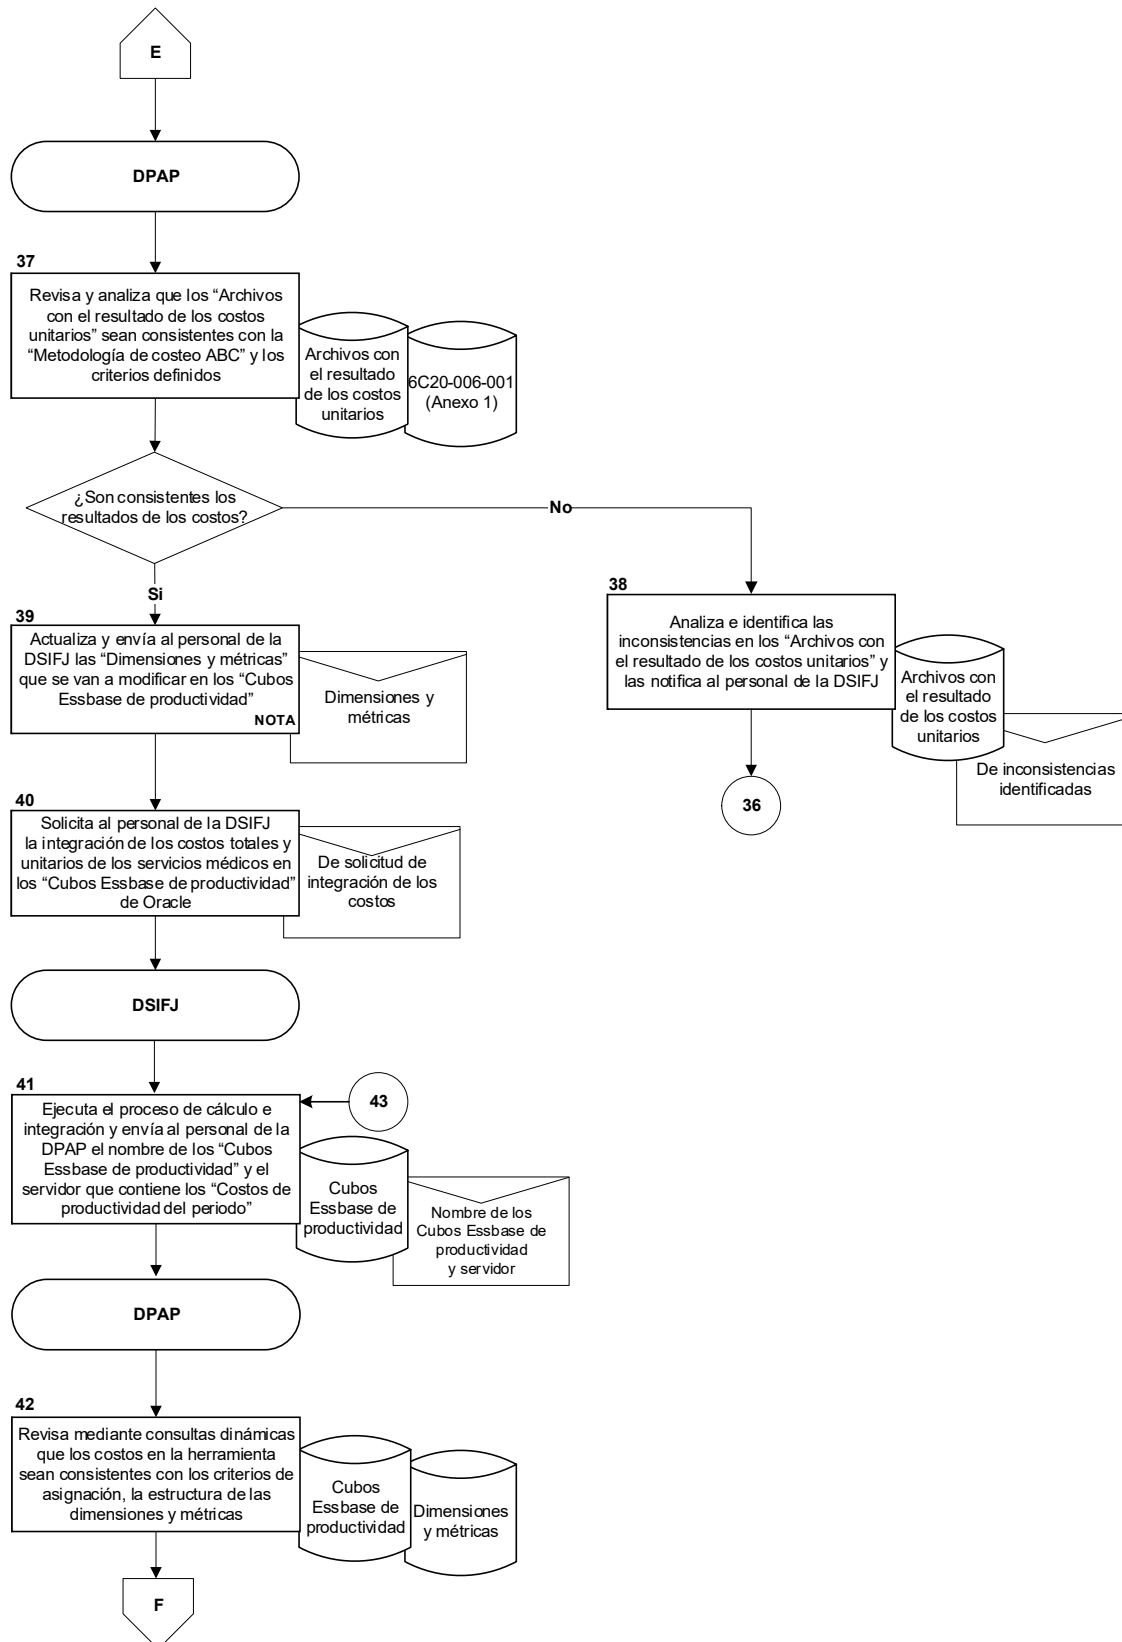 E
DPAP
37
Revisa y analiza que los “Archivos
con el resultado de los costos
unitarios” sean consistentes con la
“Metodología de costeo ABC” y los
criterios definidos
Archivos con
el resultado
de los costos
unitarios
6C20-006-001
(Anexo 1)
¿Son consistentes los
resultados de los costos?
No
Si
38
Analiza e identifica las
inconsistencias en los “Archivos con
el resultado de los costos unitarios” y
las notifica al personal de la DSIFJ
Archivos con
el resultado
de los costos
unitarios
De inconsistencias
identificadas
36
39
Actualiza y envía al personal de la
DSIFJ las “Dimensiones y métricas”
que se van a modificar en los “Cubos
Essbase de productividad”
NOTA
Dimensiones y
métricas
40
Solicita al personal de la DSIFJ
la integración de los costos totales y
unitarios de los servicios médicos en
los “Cubos Essbase de productividad”
de Oracle
De solicitud de
integración de los
costos
DSIFJ
41
43
Ejecuta el proceso de cálculo e
integración y envía al personal de la
DPAP el nombre de los “Cubos
Essbase de productividad” y el
servidor que contiene los “Costos de
productividad del periodo”
Cubos
Essbase de
productividad
Nombre de los
Cubos Essbase de
productividad
y servidor
DPAP
42
Revisa mediante consultas dinámicas
que los costos en la herramienta
sean consistentes con los criterios de
asignación, la estructura de las
dimensiones y métricas
Cubos
Essbase de
productividad
Dimensiones
y métricas
F